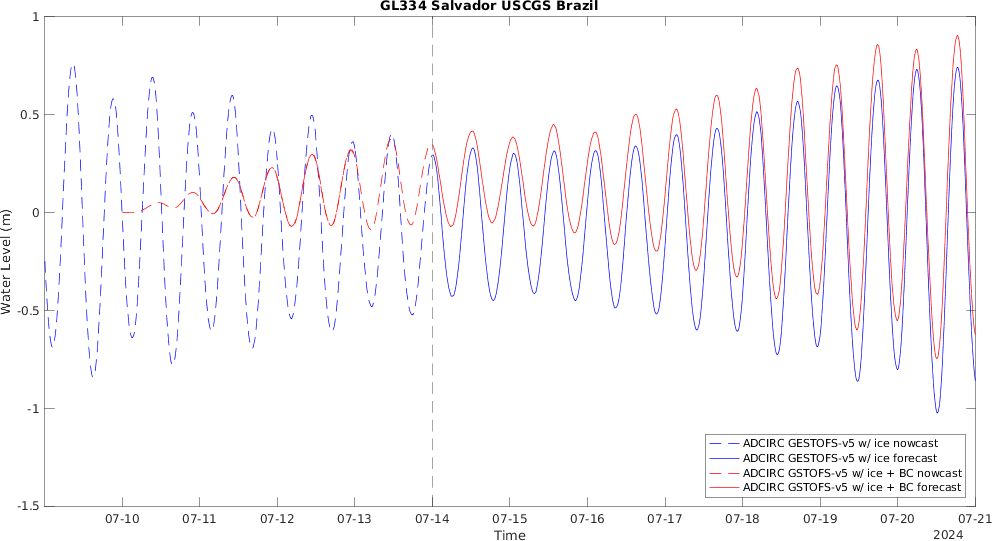 GL334 Salvador USCGS Brazil
1
0.5
0
-0.5
-1
-1.5
Water Level (m)
ADCIRC GESTOFS-v5 w/ ice nowcast
ADCIRC GESTOFS-v5 w/ ice forecast
ADCIRC GSTOFS-v5 w/ ice + BC nowcast
ADCIRC GSTOFS-v5 w/ ice + BC forecast
07-10 07-11 07-12 07-13 07-14 07-15 07-16 07-17 07-18 07-19 07-20 07-21
Time
2024